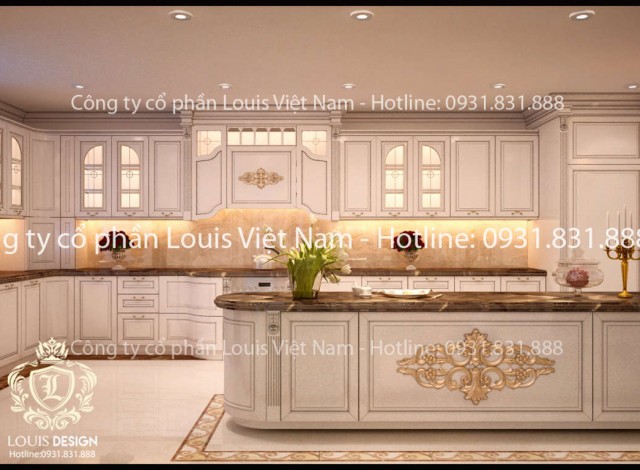 Công ty cổ phần Louis Việt Nam - Hotline: 0931.831.888
g ty cổ phần Louis Việt Nam - Hotline: 0931.831.888
Công ty cổ phần Louis Việt Nam - Hotline: 0931.831.888
L
LOUIS DESIGN
Hotline:0931.831.888